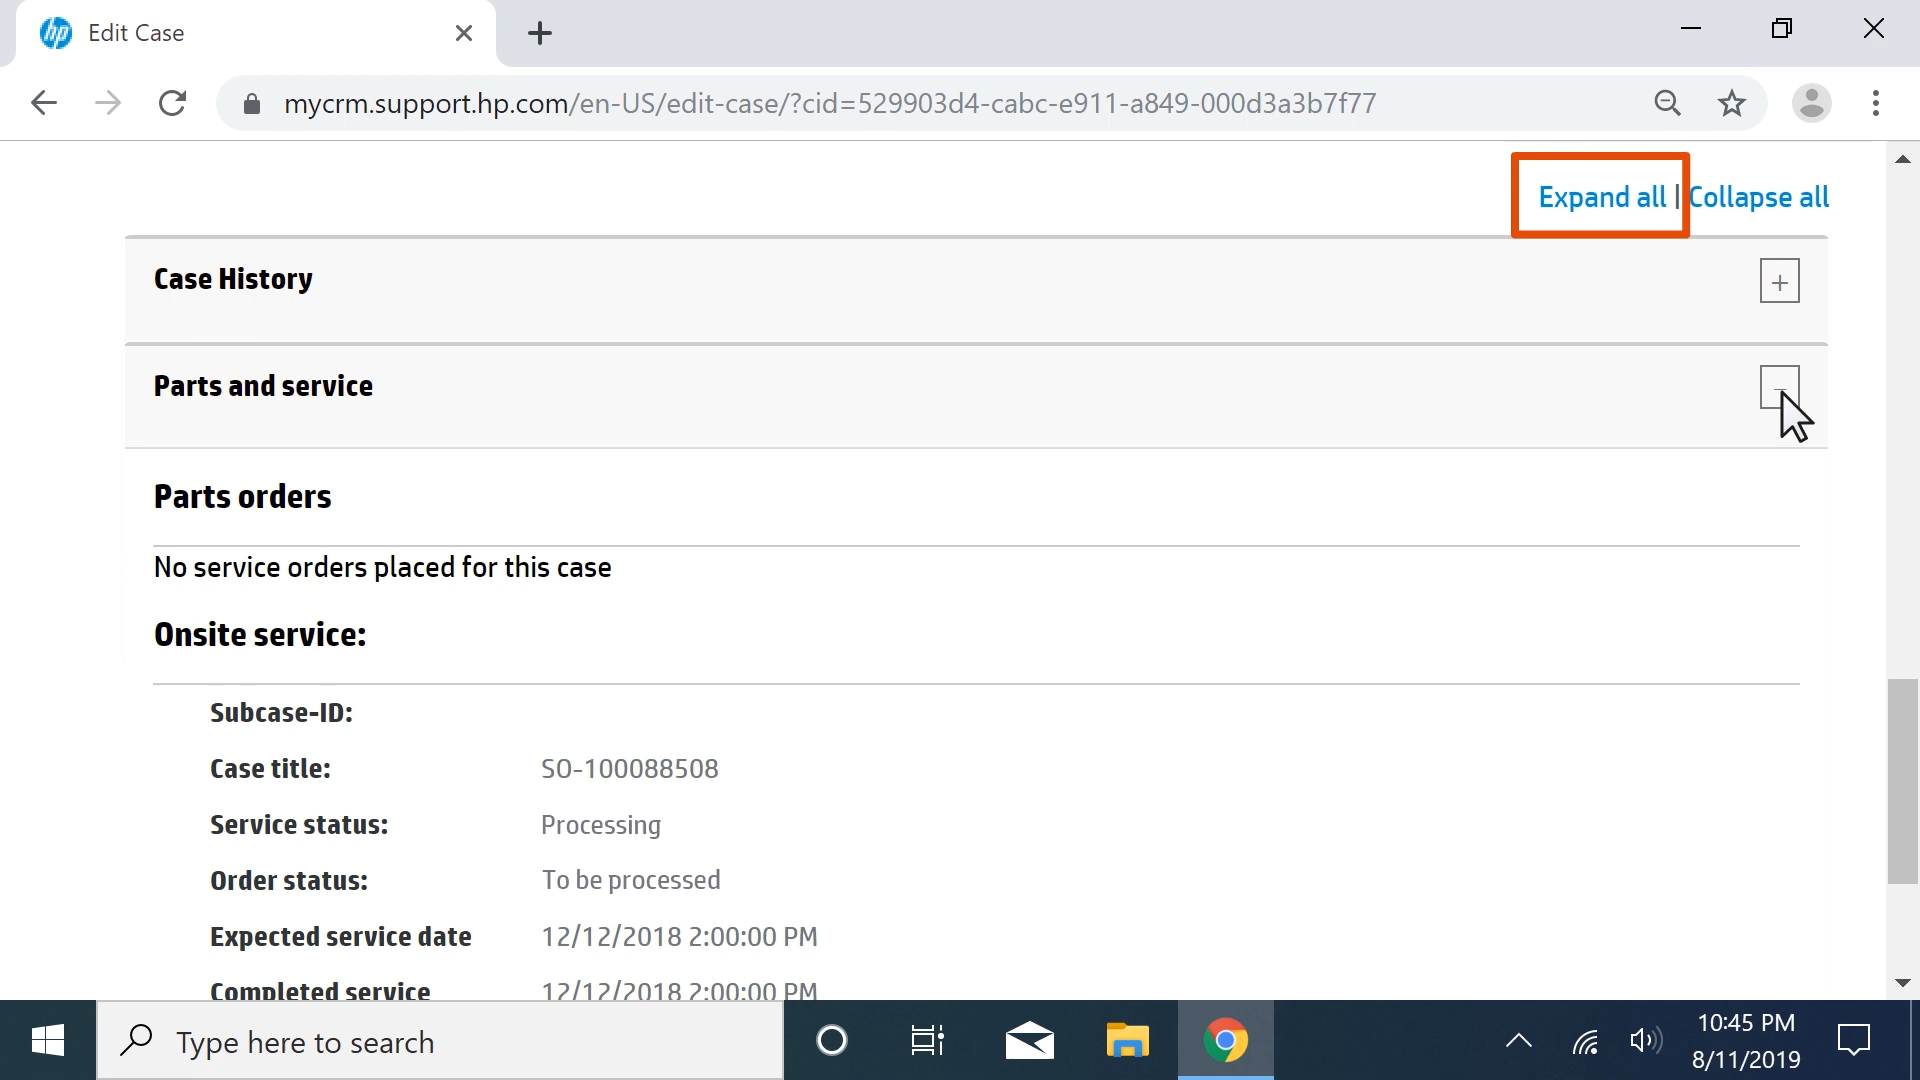 Edit Case
mycrm.support.hp.com/en-US/edit-case/?cid=529903d4-cabc-e911-a849-000d3a3b7f77
Expand all | Collapse all
Case History
Parts and service
Parts orders
No service orders placed for this case
Onsite service:
Subcase-ID:
Case title: SO-100088508
Service status: Processing
Order status: To be processed
Expected service date 12/12/2018 2:00:00 PM
Completed service 12/12/2018 2:00:00 PM
Type here to search
10:45 PM
8/11/2019